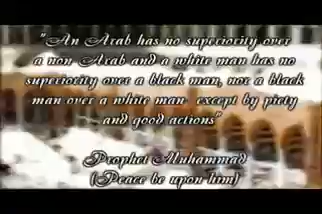 "An Arab has no superiority over
a non Arab and a white man has no
superiority over a black man, nor a black
man over a white man except by piety
and good actions"
Prophet Muhammad
(Peace be upon him)